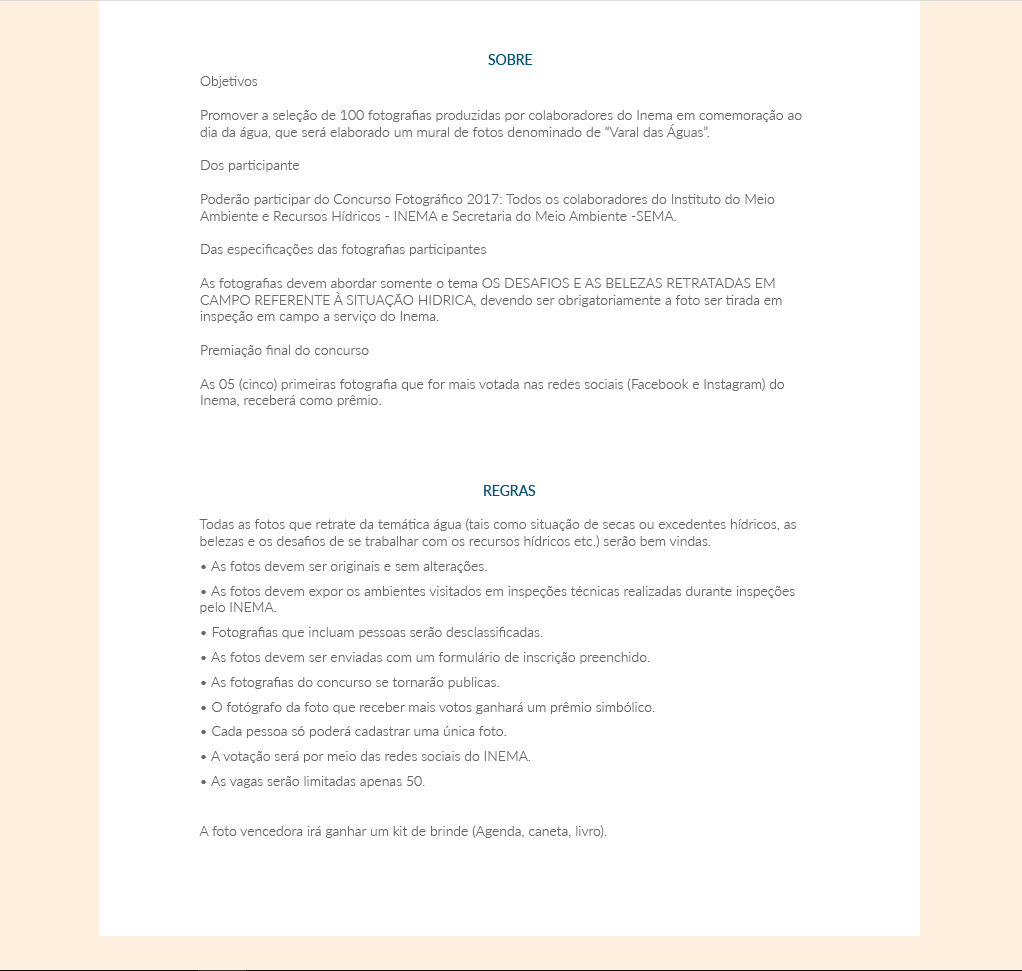 SOBRE
Objetivos
Promover a seleção de 100 fotografias produzidas por colaboradores do Inema em comemoração ao
dia da água, que será elaborado um mural de fotos denominado de “Varal das Águas”.
Dos participante
Poderão participar do Concurso Fotográfico 2017: Todos os colaboradores do Instituto do Meio
Ambiente e Recursos Hídricos - INEMA e Secretaria do Meio Ambiente -SEMA.
Das especificações das fotografias participantes
As fotografias devem abordar somente o tema OS DESAFIOS E AS BELEZAS RETRATADAS EM
CAMPO REFERENTE À SITUAÇÃO HIDRICA, devendo ser obrigatoriamente a foto ser tirada em
inspeção em campo a serviço do Inema.
Premiação final do concurso
As 05 (cinco) primeiras fotografia que for mais votada nas redes sociais (Facebook e Instagram) do
Inema, receberá como prêmio.
REGRAS
Todas as fotos que retrate da temática água (tais como situação de secas ou excedentes hídricos, as
belezas e os desafios de se trabalhar com os recursos hídricos etc.) serão bem vindas.
• As fotos devem ser originais e sem alterações.
• As fotos devem expor os ambientes visitados em inspeções técnicas realizadas durante inspeções
pelo INEMA.
• Fotografias que incluam pessoas serão desclassificadas.
• As fotos devem ser enviadas com um formulário de inscrição preenchido.
• As fotografias do concurso se tornarão publicas.
• O fotógrafo da foto que receber mais votos ganhará um prêmio simbólico.
• Cada pessoa só poderá cadastrar uma única foto.
• A votação será por meio das redes sociais do INEMA.
• As vagas serão limitadas apenas 50.
A foto vencedora irá ganhar um kit de brinde (Agenda, caneta, livro).